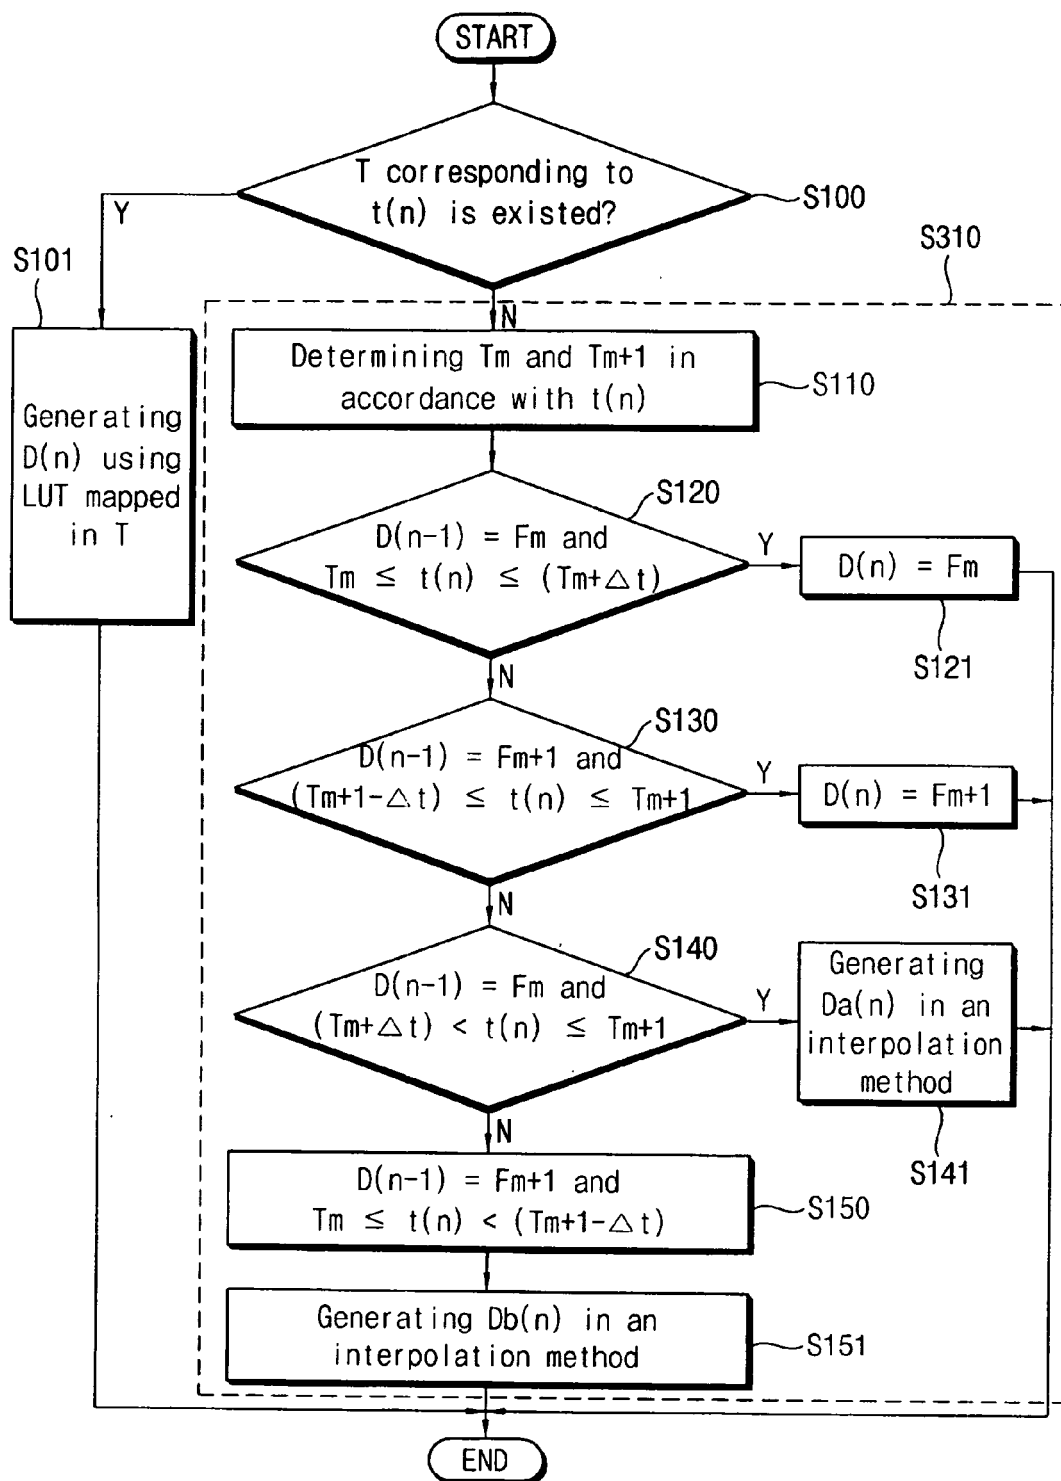 START
T corresponding to
t(n) is existed?
S100
Y
S310
S101
N
Generating
D(n) using
LUT mapped
in T
Determining Tm and Tm+1 in
accordance with t(n)
S110
S120
D(n-1) = Fm and
Tm ≤ t(n) ≤ (Tm+△t)
Y
D(n) = Fm
S121
N
S130
D(n-1) = Fm+1 and
(Tm+1-△t) ≤ t(n) ≤ Tm+1
Y
D(n) = Fm+1
S131
N
S140
D(n-1) = Fm and
(Tm+△t) < t(n) ≤ Tm+1
Y
Generating
Da(n) in an
interpolation
method
S141
N
D(n-1) = Fm+1 and
Tm ≤ t(n) < (Tm+1-△t)
S150
Generating Db(n) in an
interpolation method
S151
END